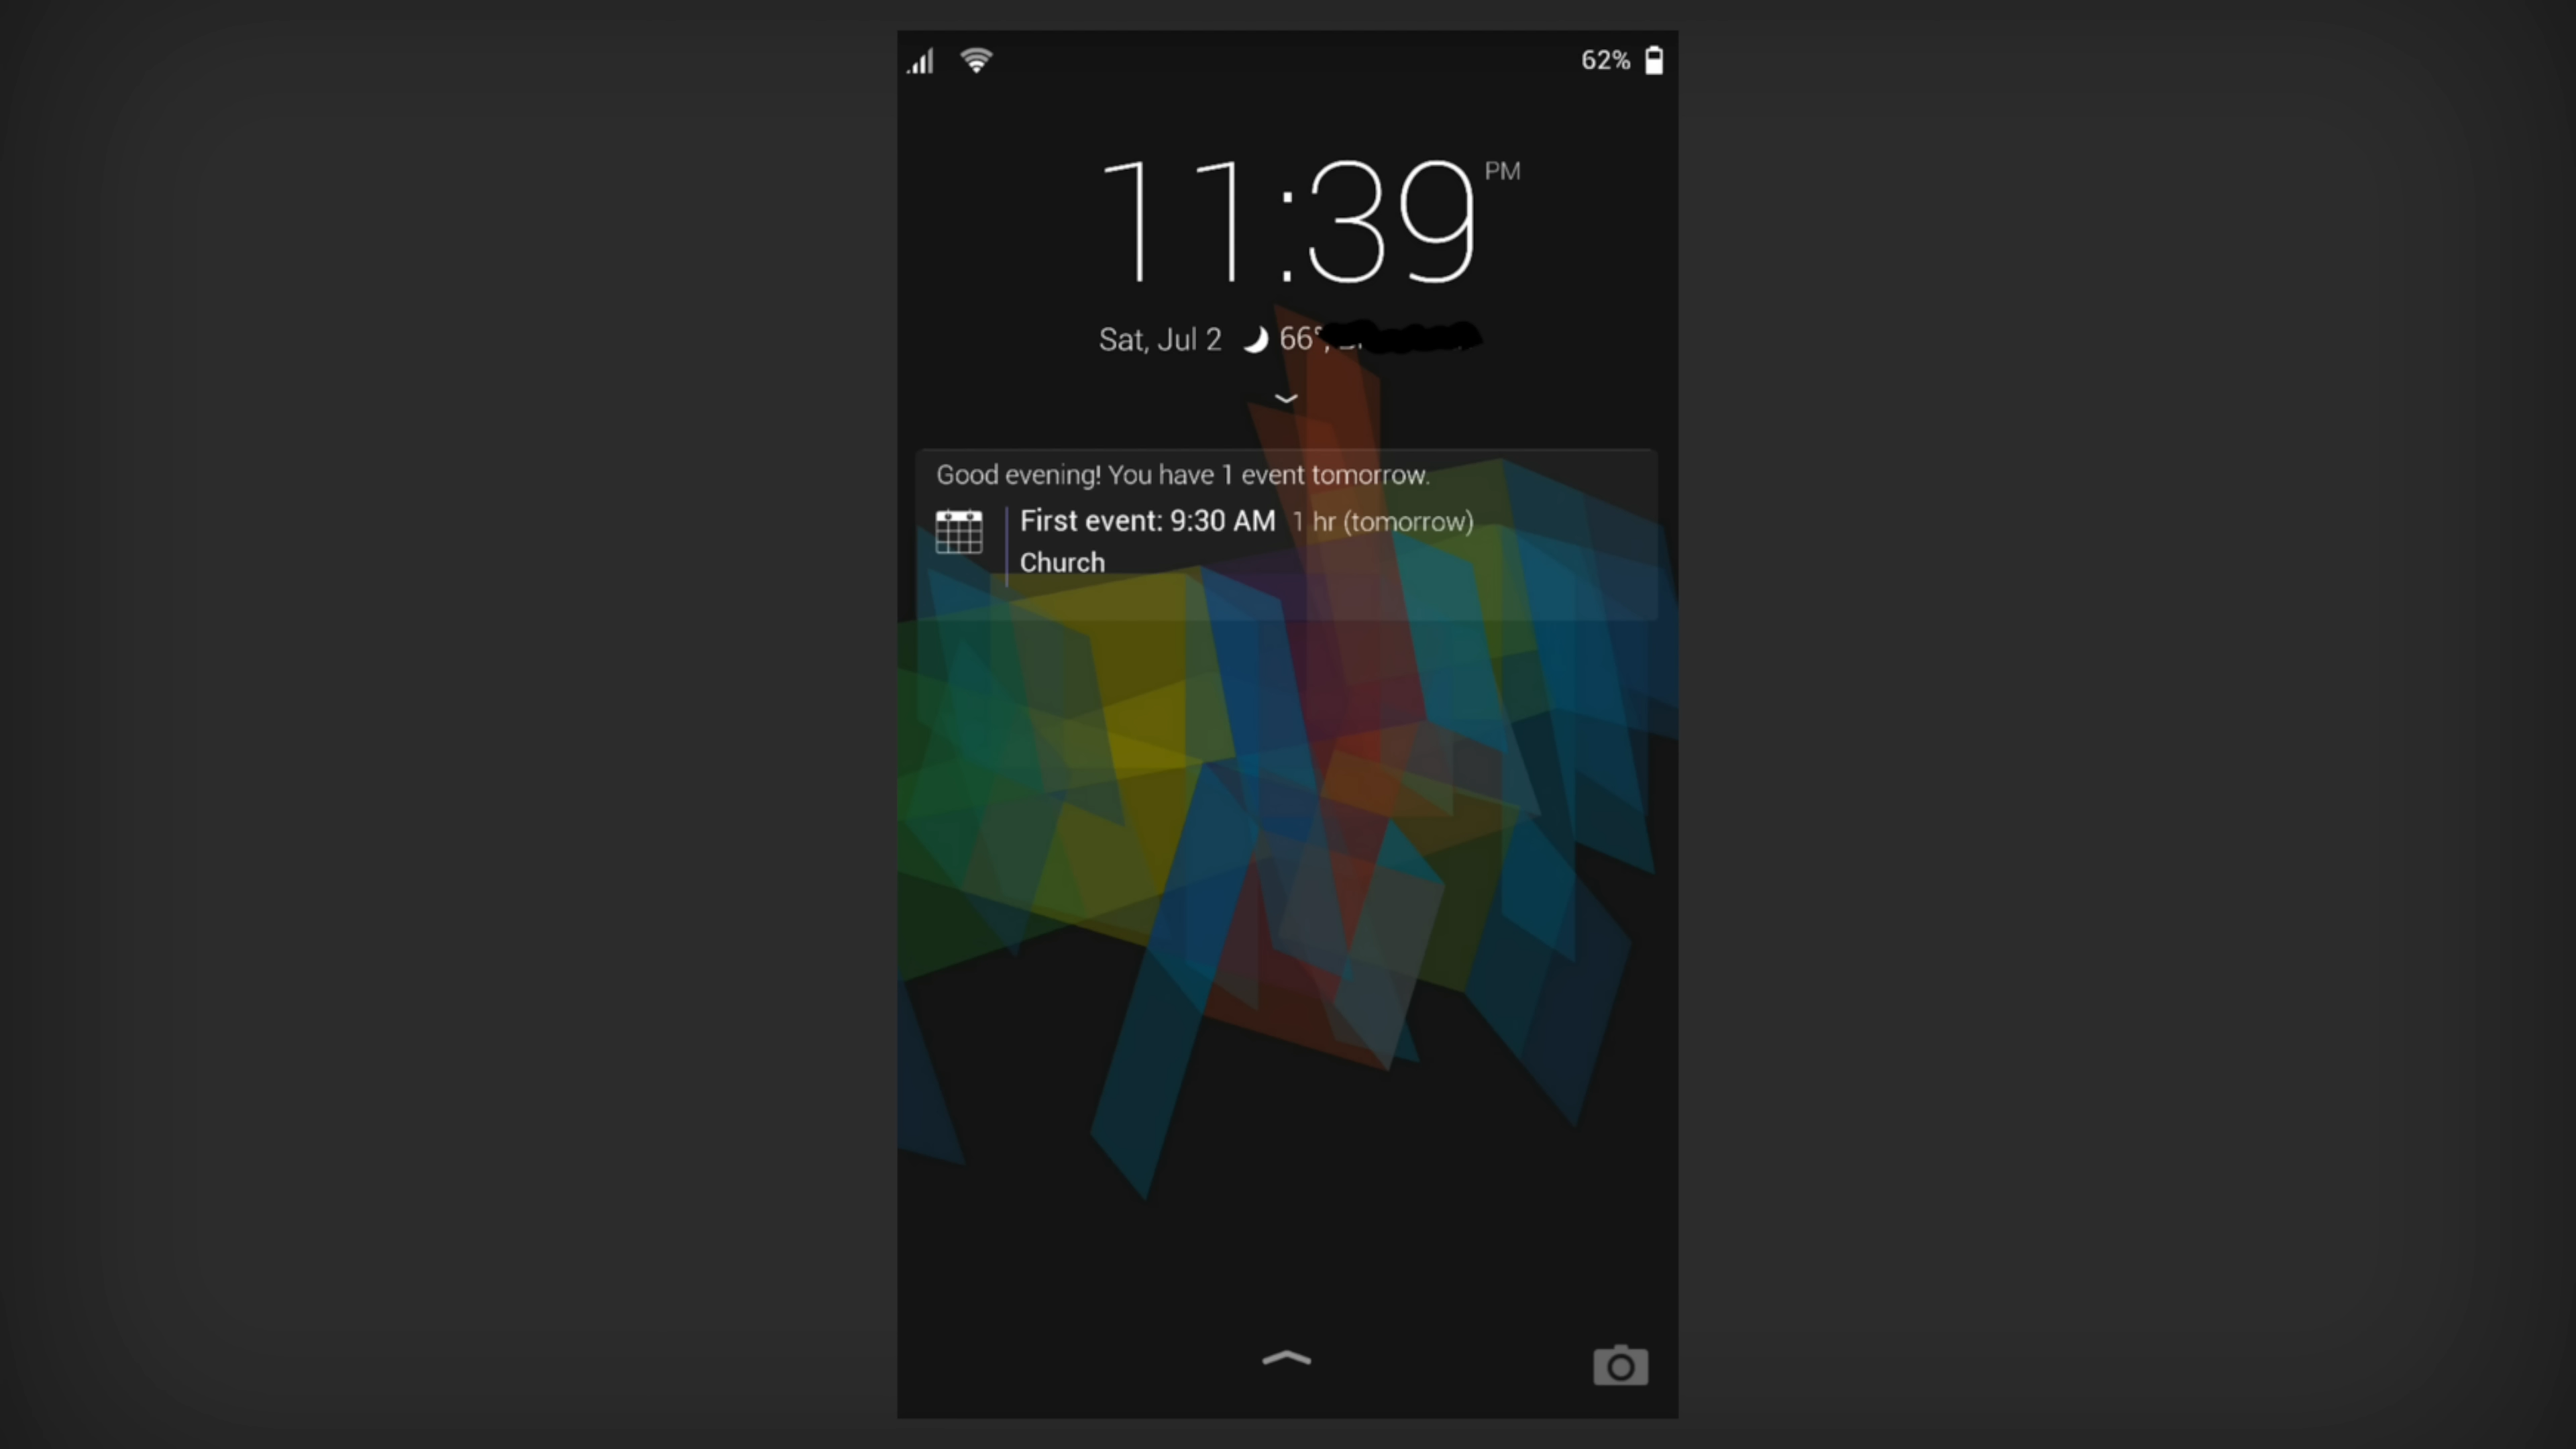 62%
11:39 PM
Sat, Jul 2 66°,
Good evening! You have 1 event tomorrow.
First event: 9:30 AM 1 hr (tomorrow)
Church